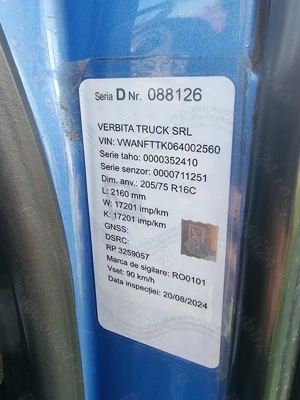 Seria D Nr. 088126
VERBITA TRUCK SRL
VIN: VWANFTTK064002560
Serie taho: 0000352410
Serie senzor: 0000711251
Dim. anv.: 205/75 R16C
L: 2160 mm
W: 17201 imp/km
K: 17201 imp/km
GNSS:
DSRC:
RP 3259057
Marca de sigilare: RO0101
Vset: 90 km/h
Data inspecției: 20/08/2024